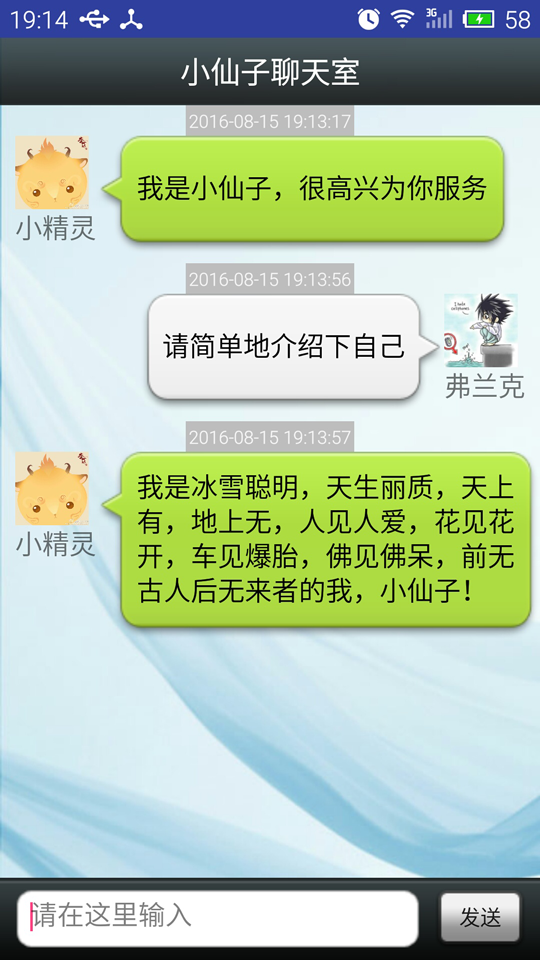 19:14
3G
58
小仙子聊天室
2016-08-15 19:13:17
我是小仙子，很高兴为你服务
小精灵
2016-08-15 19:13:56
请简单地介绍下自己
弗兰克
2016-08-15 19:13:57
我是冰雪聪明，天生丽质，天上
有，地上无，人见人爱，花见花
开，车见爆胎，佛见佛呆，前无
古人后无来者的我，小仙子！
小精灵
请在这里输入
发送